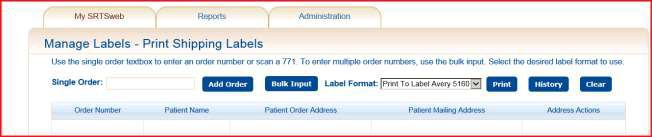 My SRTSweb Reports Administration
Manage Labels - Print Shipping Labels
Use the single order textbox to enter an order number or scan a 771. To enter multiple order numbers, use the bulk input. Select the desired label format to use.
Single Order: Add Order Bulk Input Label Format: Print To Label Avery 5160 Print History Clear
Order Number Patient Name Patient Order Address Patient Mailing Address Address Actions